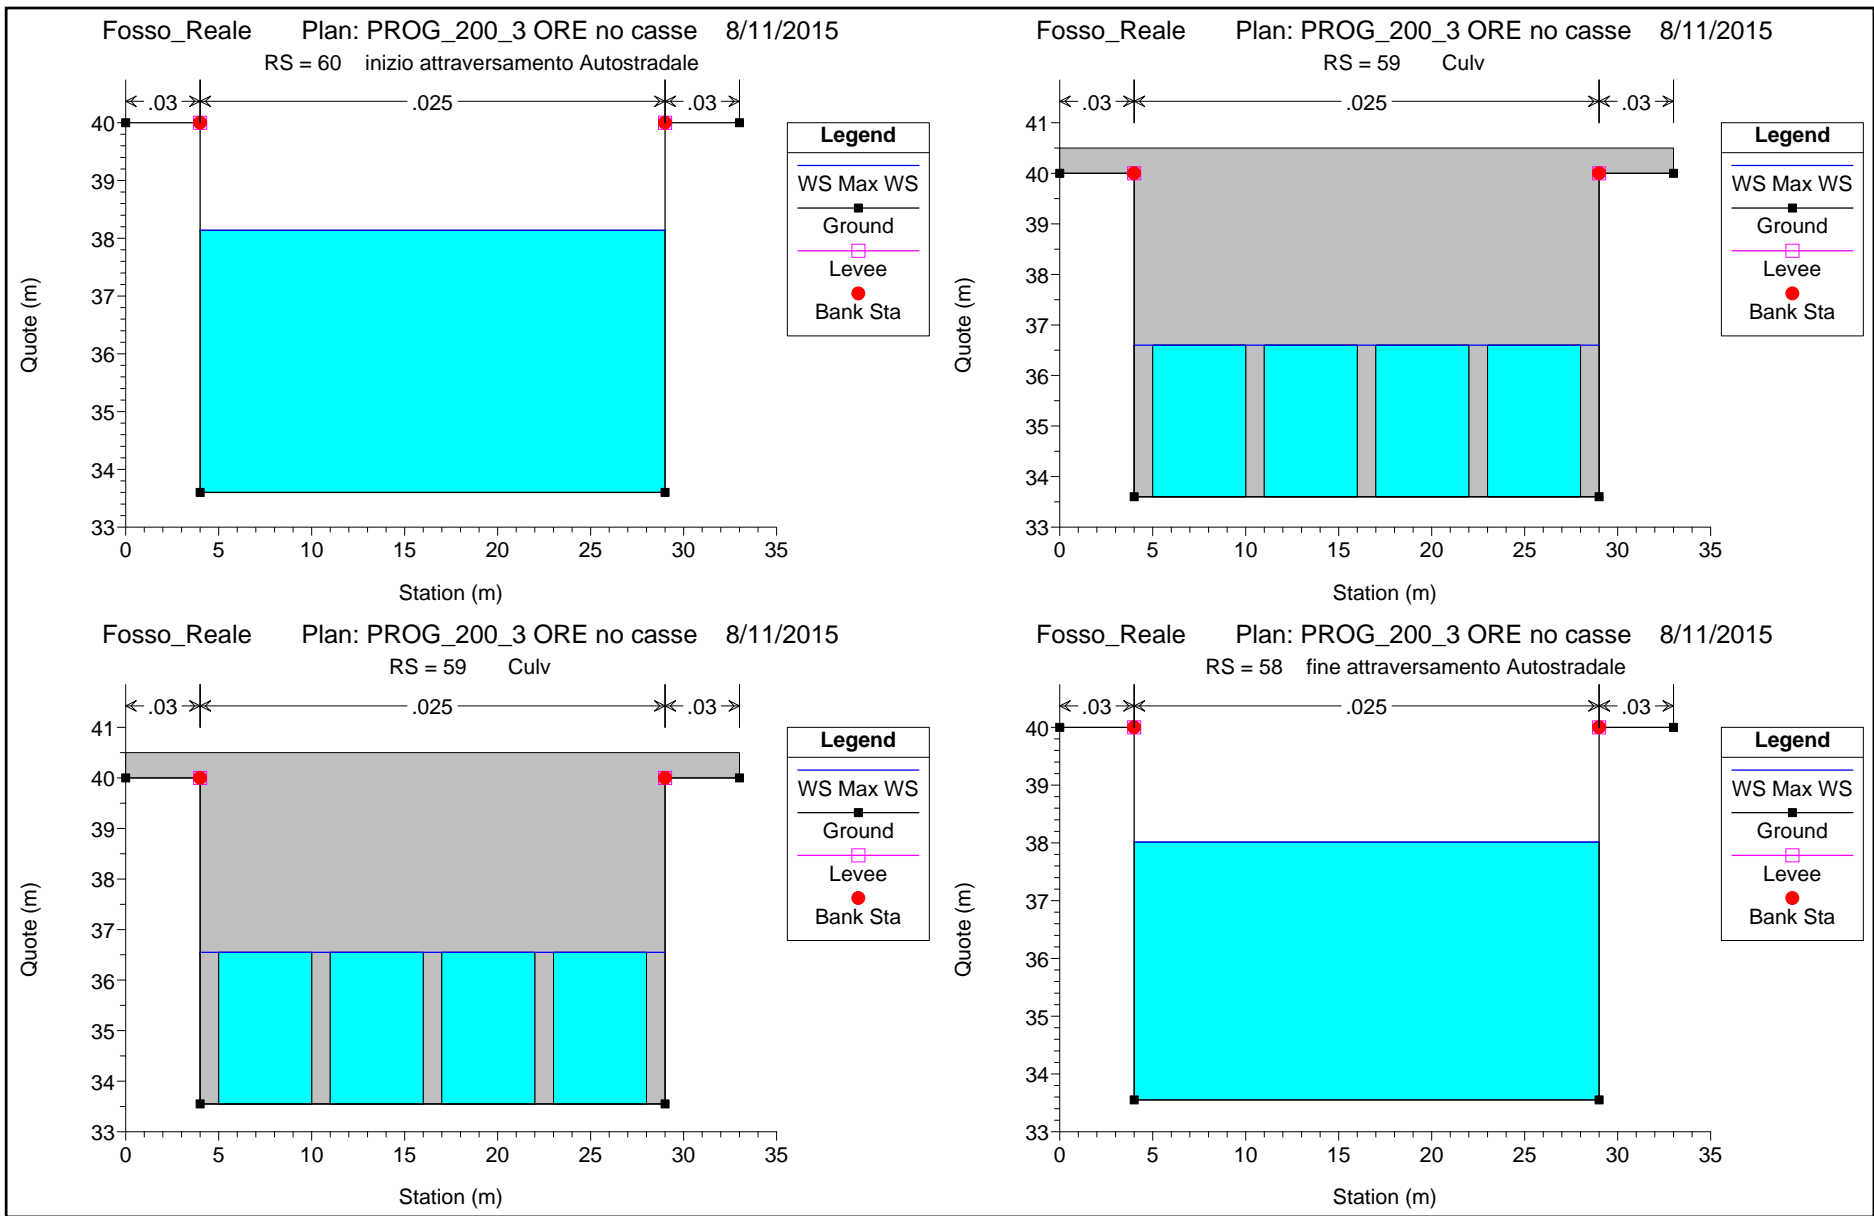 Fosso_Reale Plan: PROG_200_3 ORE no casse 8/11/2015
RS = 60 inizio attraversamento Autostradale
.03 .025 .03
40
39
38
37
36
35
34
33
0 5 10 15 20 25 30 35
Station (m)
Quote (m)
Legend
WS Max WS
Ground
Levee
Bank Sta
Fosso_Reale Plan: PROG_200_3 ORE no casse 8/11/2015
RS = 59 Culv
.03 .025 .03
41
40
39
38
37
36
35
34
33
0 5 10 15 20 25 30 35
Station (m)
Quote (m)
Legend
WS Max WS
Ground
Levee
Bank Sta
Fosso_Reale Plan: PROG_200_3 ORE no casse 8/11/2015
RS = 59 Culv
.03 .025 .03
41
40
39
38
37
36
35
34
33
0 5 10 15 20 25 30 35
Station (m)
Quote (m)
Legend
WS Max WS
Ground
Levee
Bank Sta
Fosso_Reale Plan: PROG_200_3 ORE no casse 8/11/2015
RS = 58 fine attraversamento Autostradale
.03 .025 .03
40
39
38
37
36
35
34
33
0 5 10 15 20 25 30 35
Station (m)
Quote (m)
Legend
WS Max WS
Ground
Levee
Bank Sta